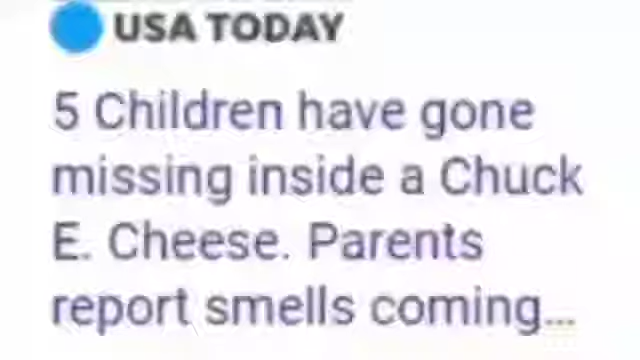 USA TODAY
5 Children have gone
missing inside a Chuck
E. Cheese. Parents
report smells coming...